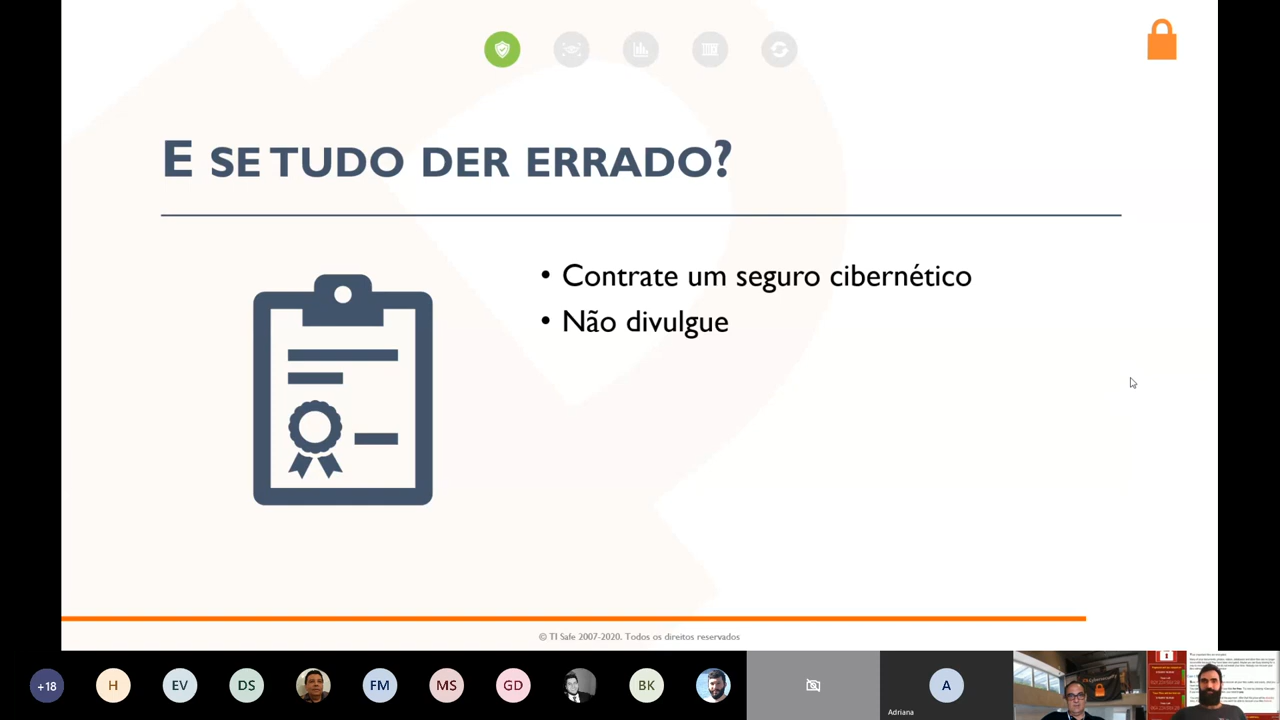 E SE TUDO DER ERRADO?
• Contrate um seguro cibernético
• Não divulgue
© TI Safe 2007-2020. Todos os direitos reservados
+18
H
EV
DS
FM
M
GD
BK
A
Adriana